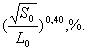 (√S₀ / L₀)^0,40, %.